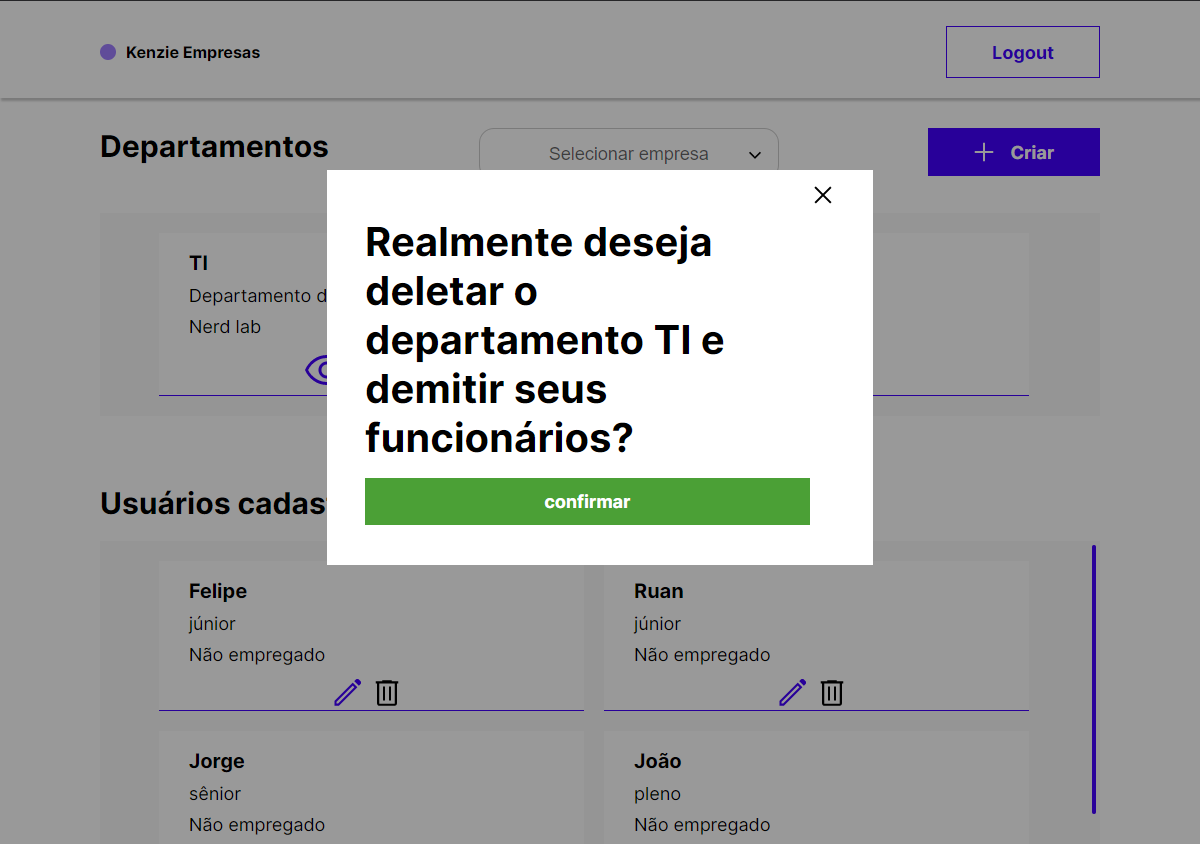 Kenzie Empresas
Logout
Departamentos
Selecionar empresa
Criar
Realmente deseja
deletar o
departamento TI e
demitir seus
funcionários?
confirmar
TI
Departamento d
Nerd lab
Usuários cadas
Felipe
júnior
Não empregado
Ruan
júnior
Não empregado
Jorge
sênior
Não empregado
João
pleno
Não empregado